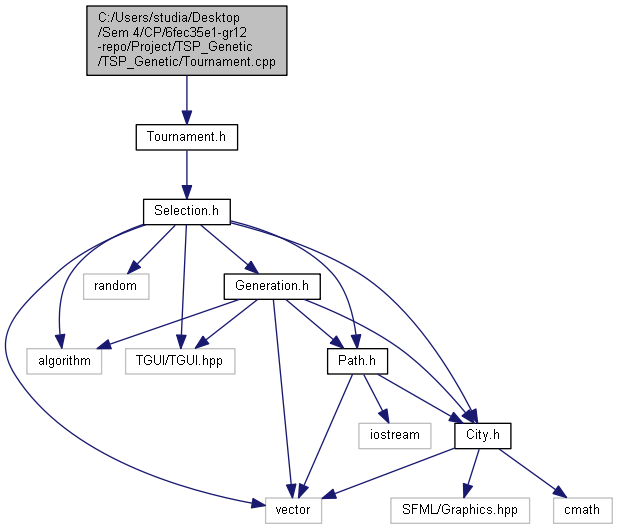 C:/Users/studia/Desktop
/Sem 4/CP/6fec35e1-gr12
-repo/Project/TSP_Genetic
/TSP_Genetic/Tournament.cpp
Tournament.h
Selection.h
random
Generation.h
algorithm
TGUI/TGUI.hpp
Path.h
iostream
City.h
vector
SFML/Graphics.hpp
cmath